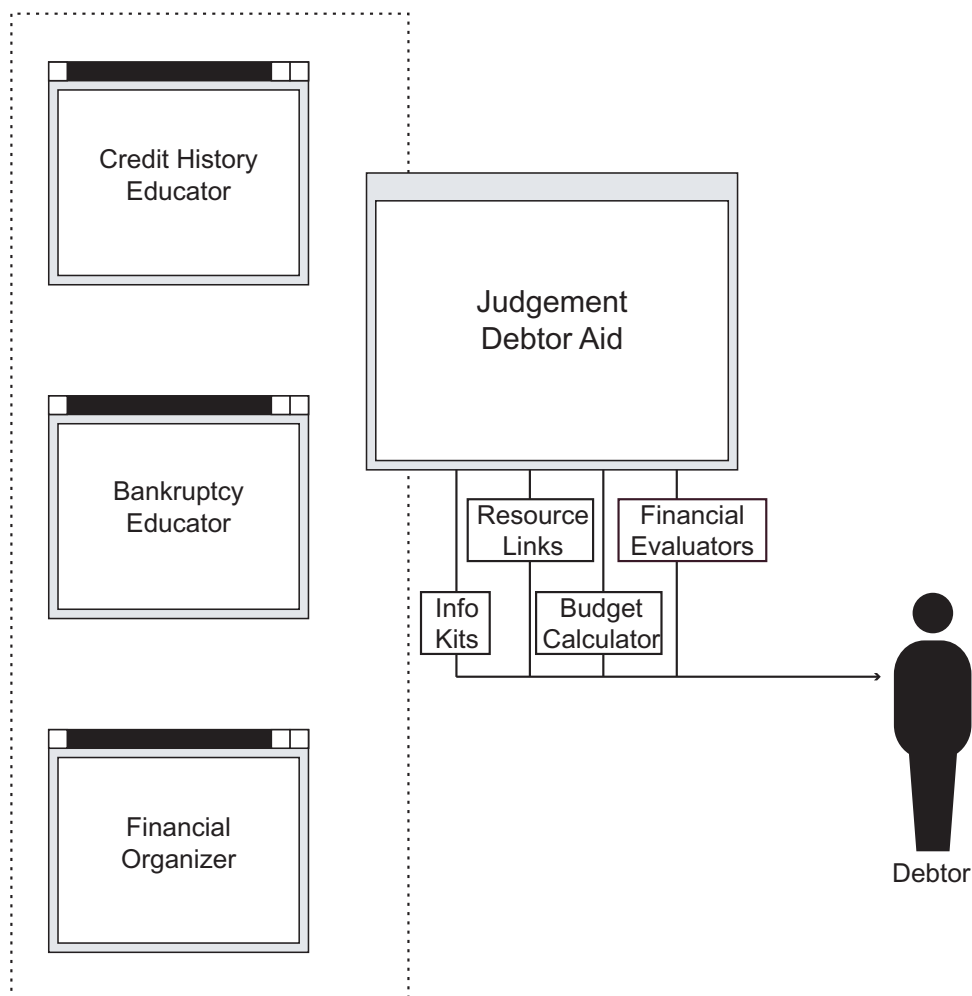 Credit History
Educator
Judgement
Debtor Aid
Bankruptcy
Educator
Resource
Links
Financial
Evaluators
Info
Kits
Budget
Calculator
Financial
Organizer
Debtor